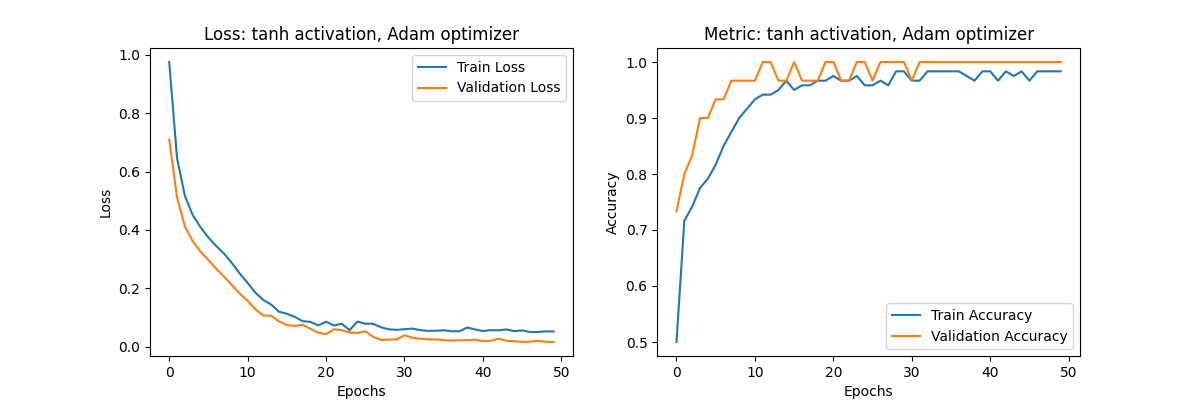 Loss: tanh activation, Adam optimizer
1.0
0.8
0.6
0.4
0.2
0.0
Loss
0 10 20 30 40 50
Epochs
Train Loss
Validation Loss
Metric: tanh activation, Adam optimizer
1.0
0.9
0.8
0.7
0.6
0.5
Accuracy
0 10 20 30 40 50
Epochs
Train Accuracy
Validation Accuracy